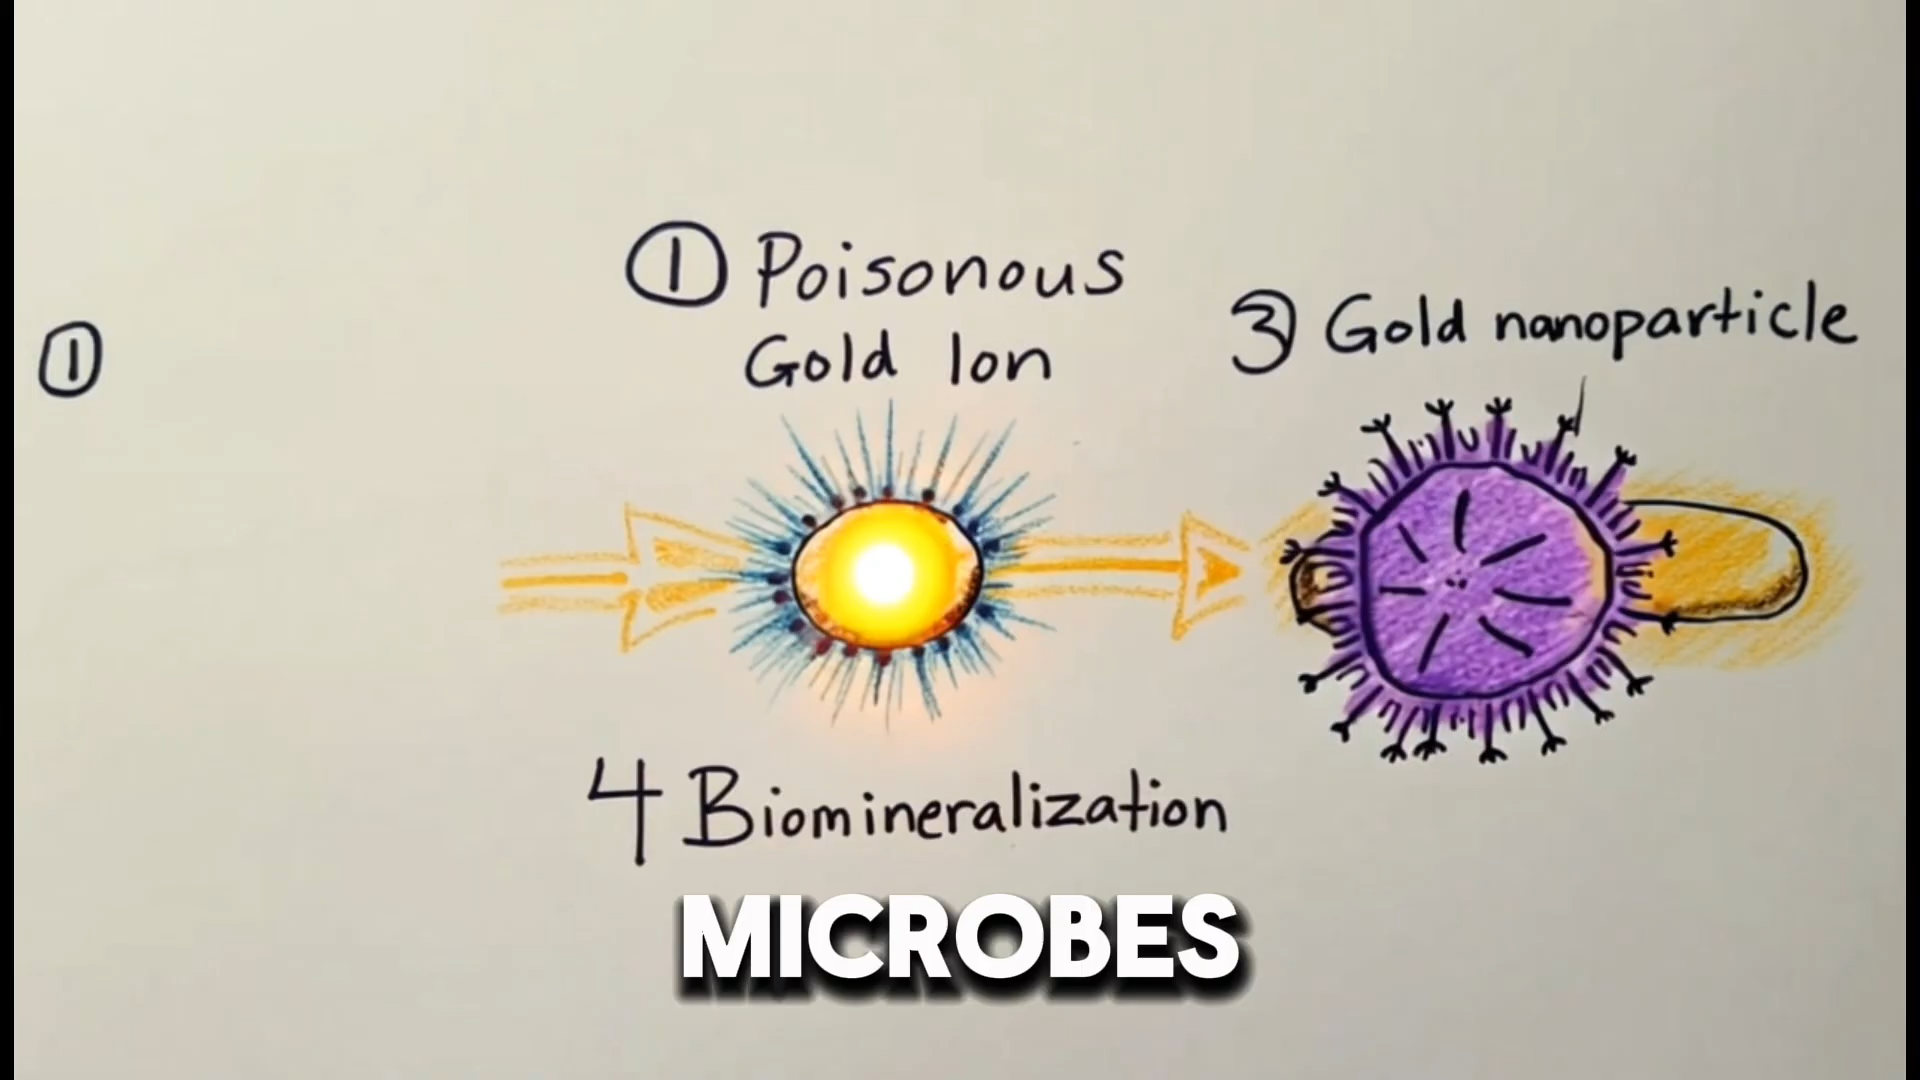 ①
① Poisonous
Gold Ion
3 Gold nanoparticle
4 Biomineralization
MICROBES